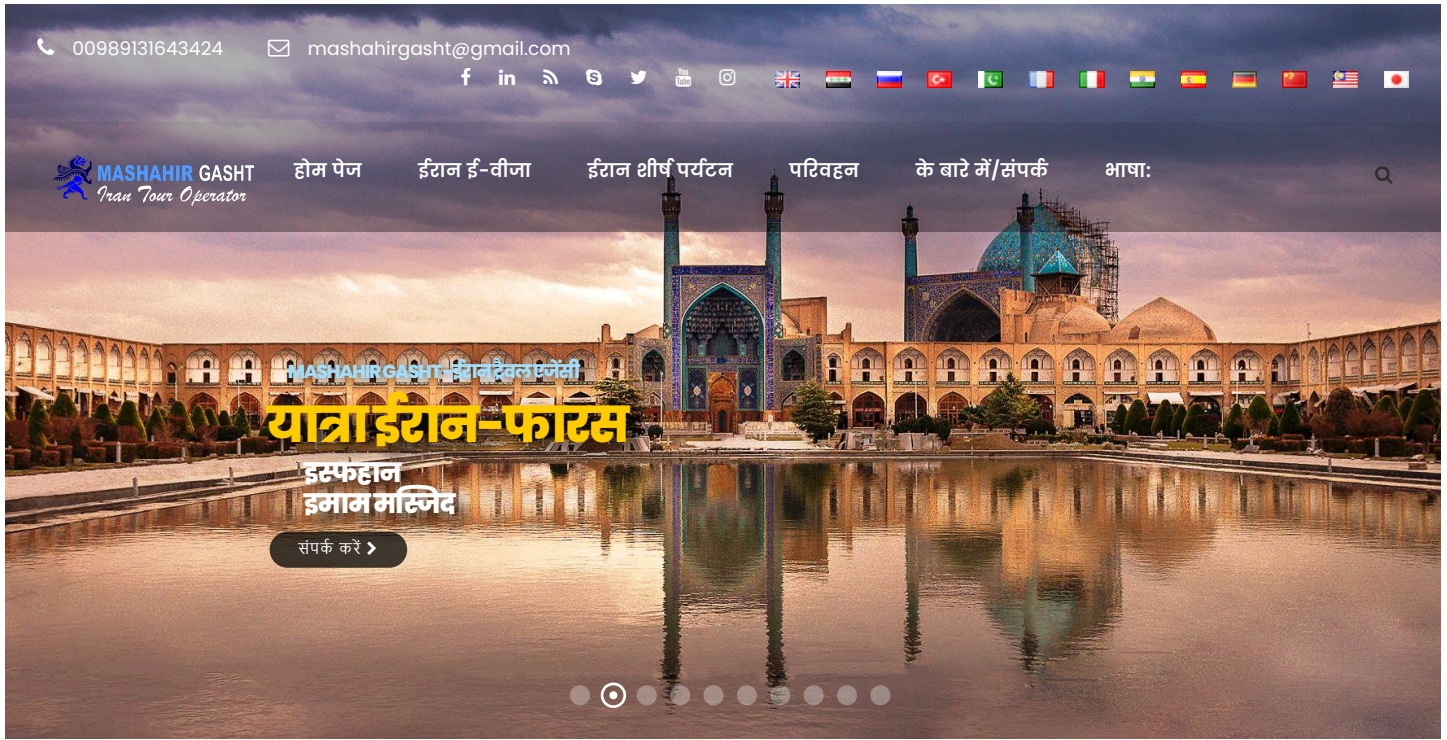 00989131643424 mashahirgasht@gmail.com
MASHAHIR GASHT
Iran Tour Operator
होम पेज ईरान ई-वीजा ईरान शीर्ष पर्यटन परिवहन के बारे में/संपर्क भाषा:
MASHAHIR GASHT - ईरान ट्रैवल एजेंसी
यात्रा ईरान-फारस
इस्फहान
इमाम मस्जिद
संपर्क करें